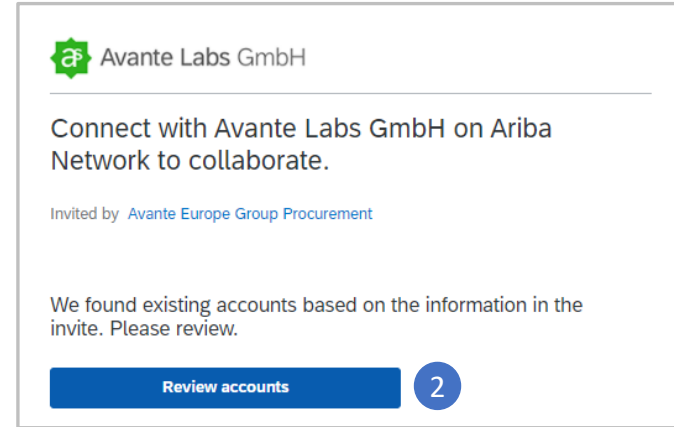 as Avante Labs GmbH
Connect with Avante Labs GmbH on Ariba
Network to collaborate.
Invited by Avante Europe Group Procurement
We found existing accounts based on the information in the
invite. Please review.
Review accounts 2